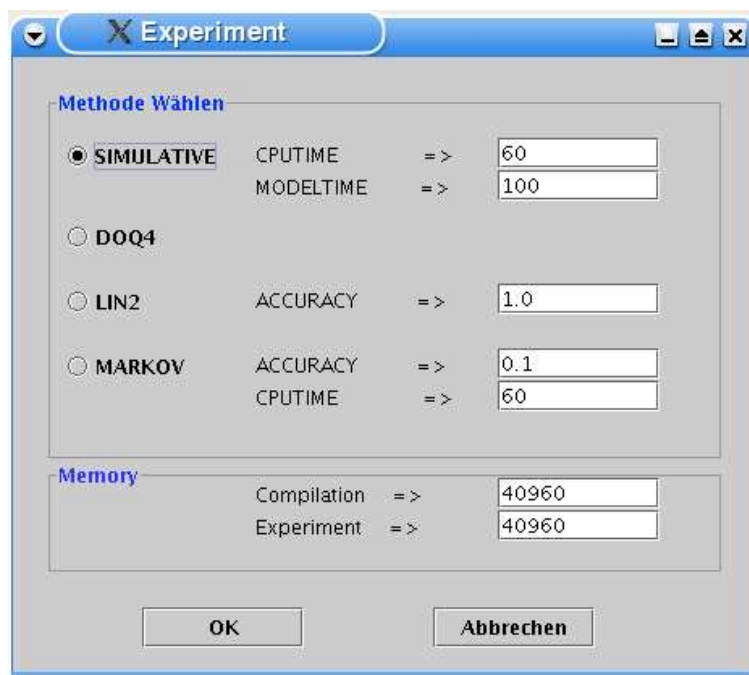 Experiment
Methode Wählen
SIMULATIVE CPUTIME => 60
MODELTIME => 100
DOQ4
LIN2 ACCURACY => 1.0
MARKOV ACCURACY => 0.1
CPUTIME => 60
Memory
Compilation => 40960
Experiment => 40960
OK Abbrechen